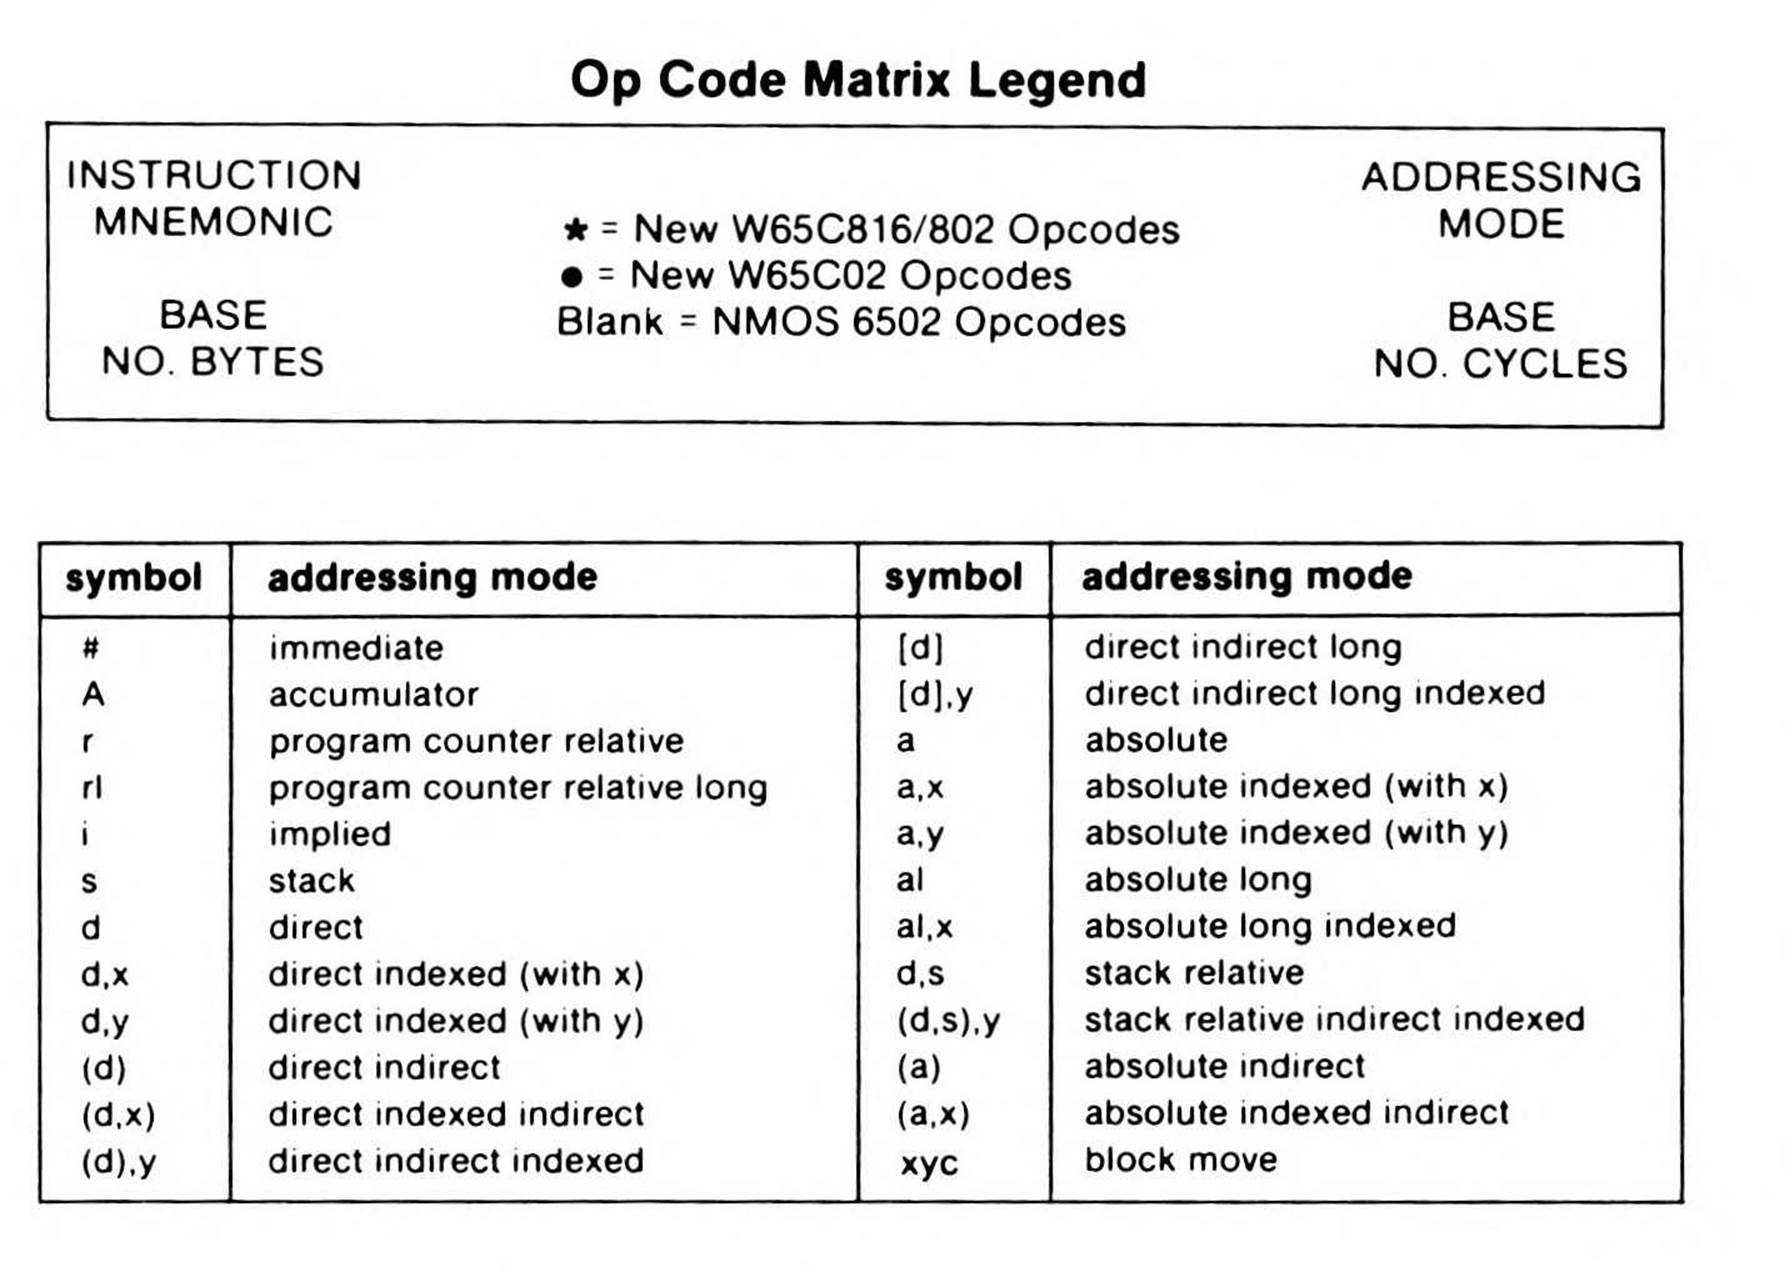 Op Code Matrix Legend
INSTRUCTION MNEMONIC
★ = New W65C816/802 Opcodes
● = New W65C02 Opcodes
Blank = NMOS 6502 Opcodes
ADDRESSING MODE
BASE NO. BYTES
BASE NO. CYCLES
symbol addressing mode symbol addressing mode
# immediate [d] direct indirect long
A accumulator [d],y direct indirect long indexed
r program counter relative a absolute
rl program counter relative long a,x absolute indexed (with x)
i implied a,y absolute indexed (with y)
s stack al absolute long
d direct al,x absolute long indexed
d,x direct indexed (with x) d,s stack relative
d,y direct indexed (with y) (d,s),y stack relative indirect indexed
(d) direct indirect (a) absolute indirect
(d,x) direct indexed indirect (a,x) absolute indexed indirect
(d),y direct indirect indexed xyc block move